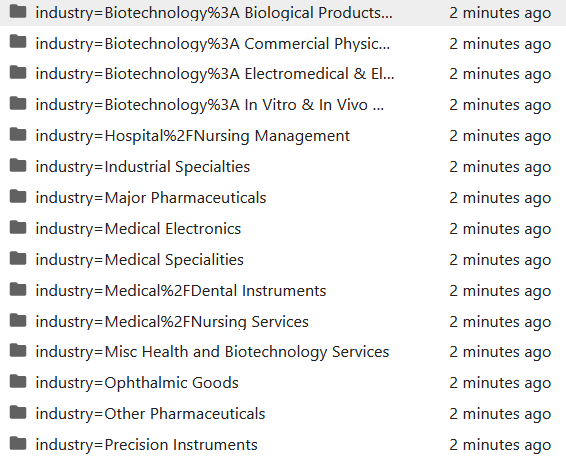 industry=Biotechnology%3A Biological Products... 2 minutes ago
industry=Biotechnology%3A Commercial Physic... 2 minutes ago
industry=Biotechnology%3A Electromedical & El... 2 minutes ago
industry=Biotechnology%3A In Vitro & In Vivo ... 2 minutes ago
industry=Hospital%2FNursing Management 2 minutes ago
industry=Industrial Specialties 2 minutes ago
industry=Major Pharmaceuticals 2 minutes ago
industry=Medical Electronics 2 minutes ago
industry=Medical Specialities 2 minutes ago
industry=Medical%2FDental Instruments 2 minutes ago
industry=Medical%2FNursing Services 2 minutes ago
industry=Misc Health and Biotechnology Services 2 minutes ago
industry=Ophthalmic Goods 2 minutes ago
industry=Other Pharmaceuticals 2 minutes ago
industry=Precision Instruments 2 minutes ago